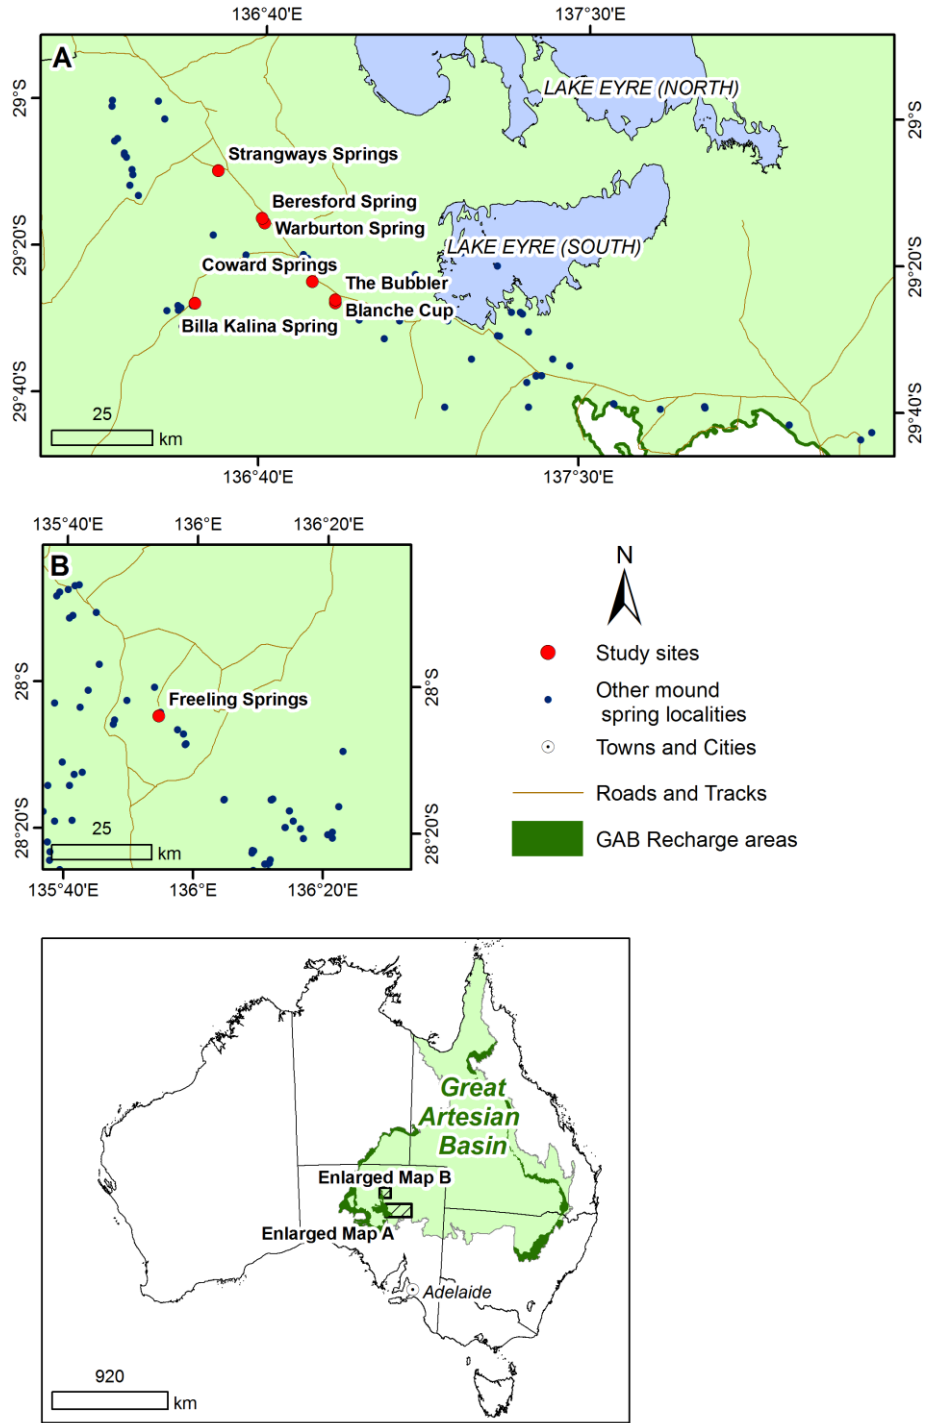 136°40'E
137°30'E
A
LAKE EYRE (NORTH)
29°S
29°S
Strangways Springs
Beresford Spring
Warburton Spring
LAKE EYRE (SOUTH)
29°20'S
29°20'S
Coward Springs
The Bubbler
Blanche Cup
Billa Kalina Spring
29°40'S
29°40'S
25
km
136°40'E
137°30'E
135°40'E
136°E
136°20'E
B
28°S
28°S
Freeling Springs
28°20'S
28°20'S
25
km
135°40'E
136°E
136°20'E
N
Study sites
Other mound
spring localities
Towns and Cities
Roads and Tracks
GAB Recharge areas
Great
Artesian
Basin
Enlarged Map B
Enlarged Map A
Adelaide
920
km